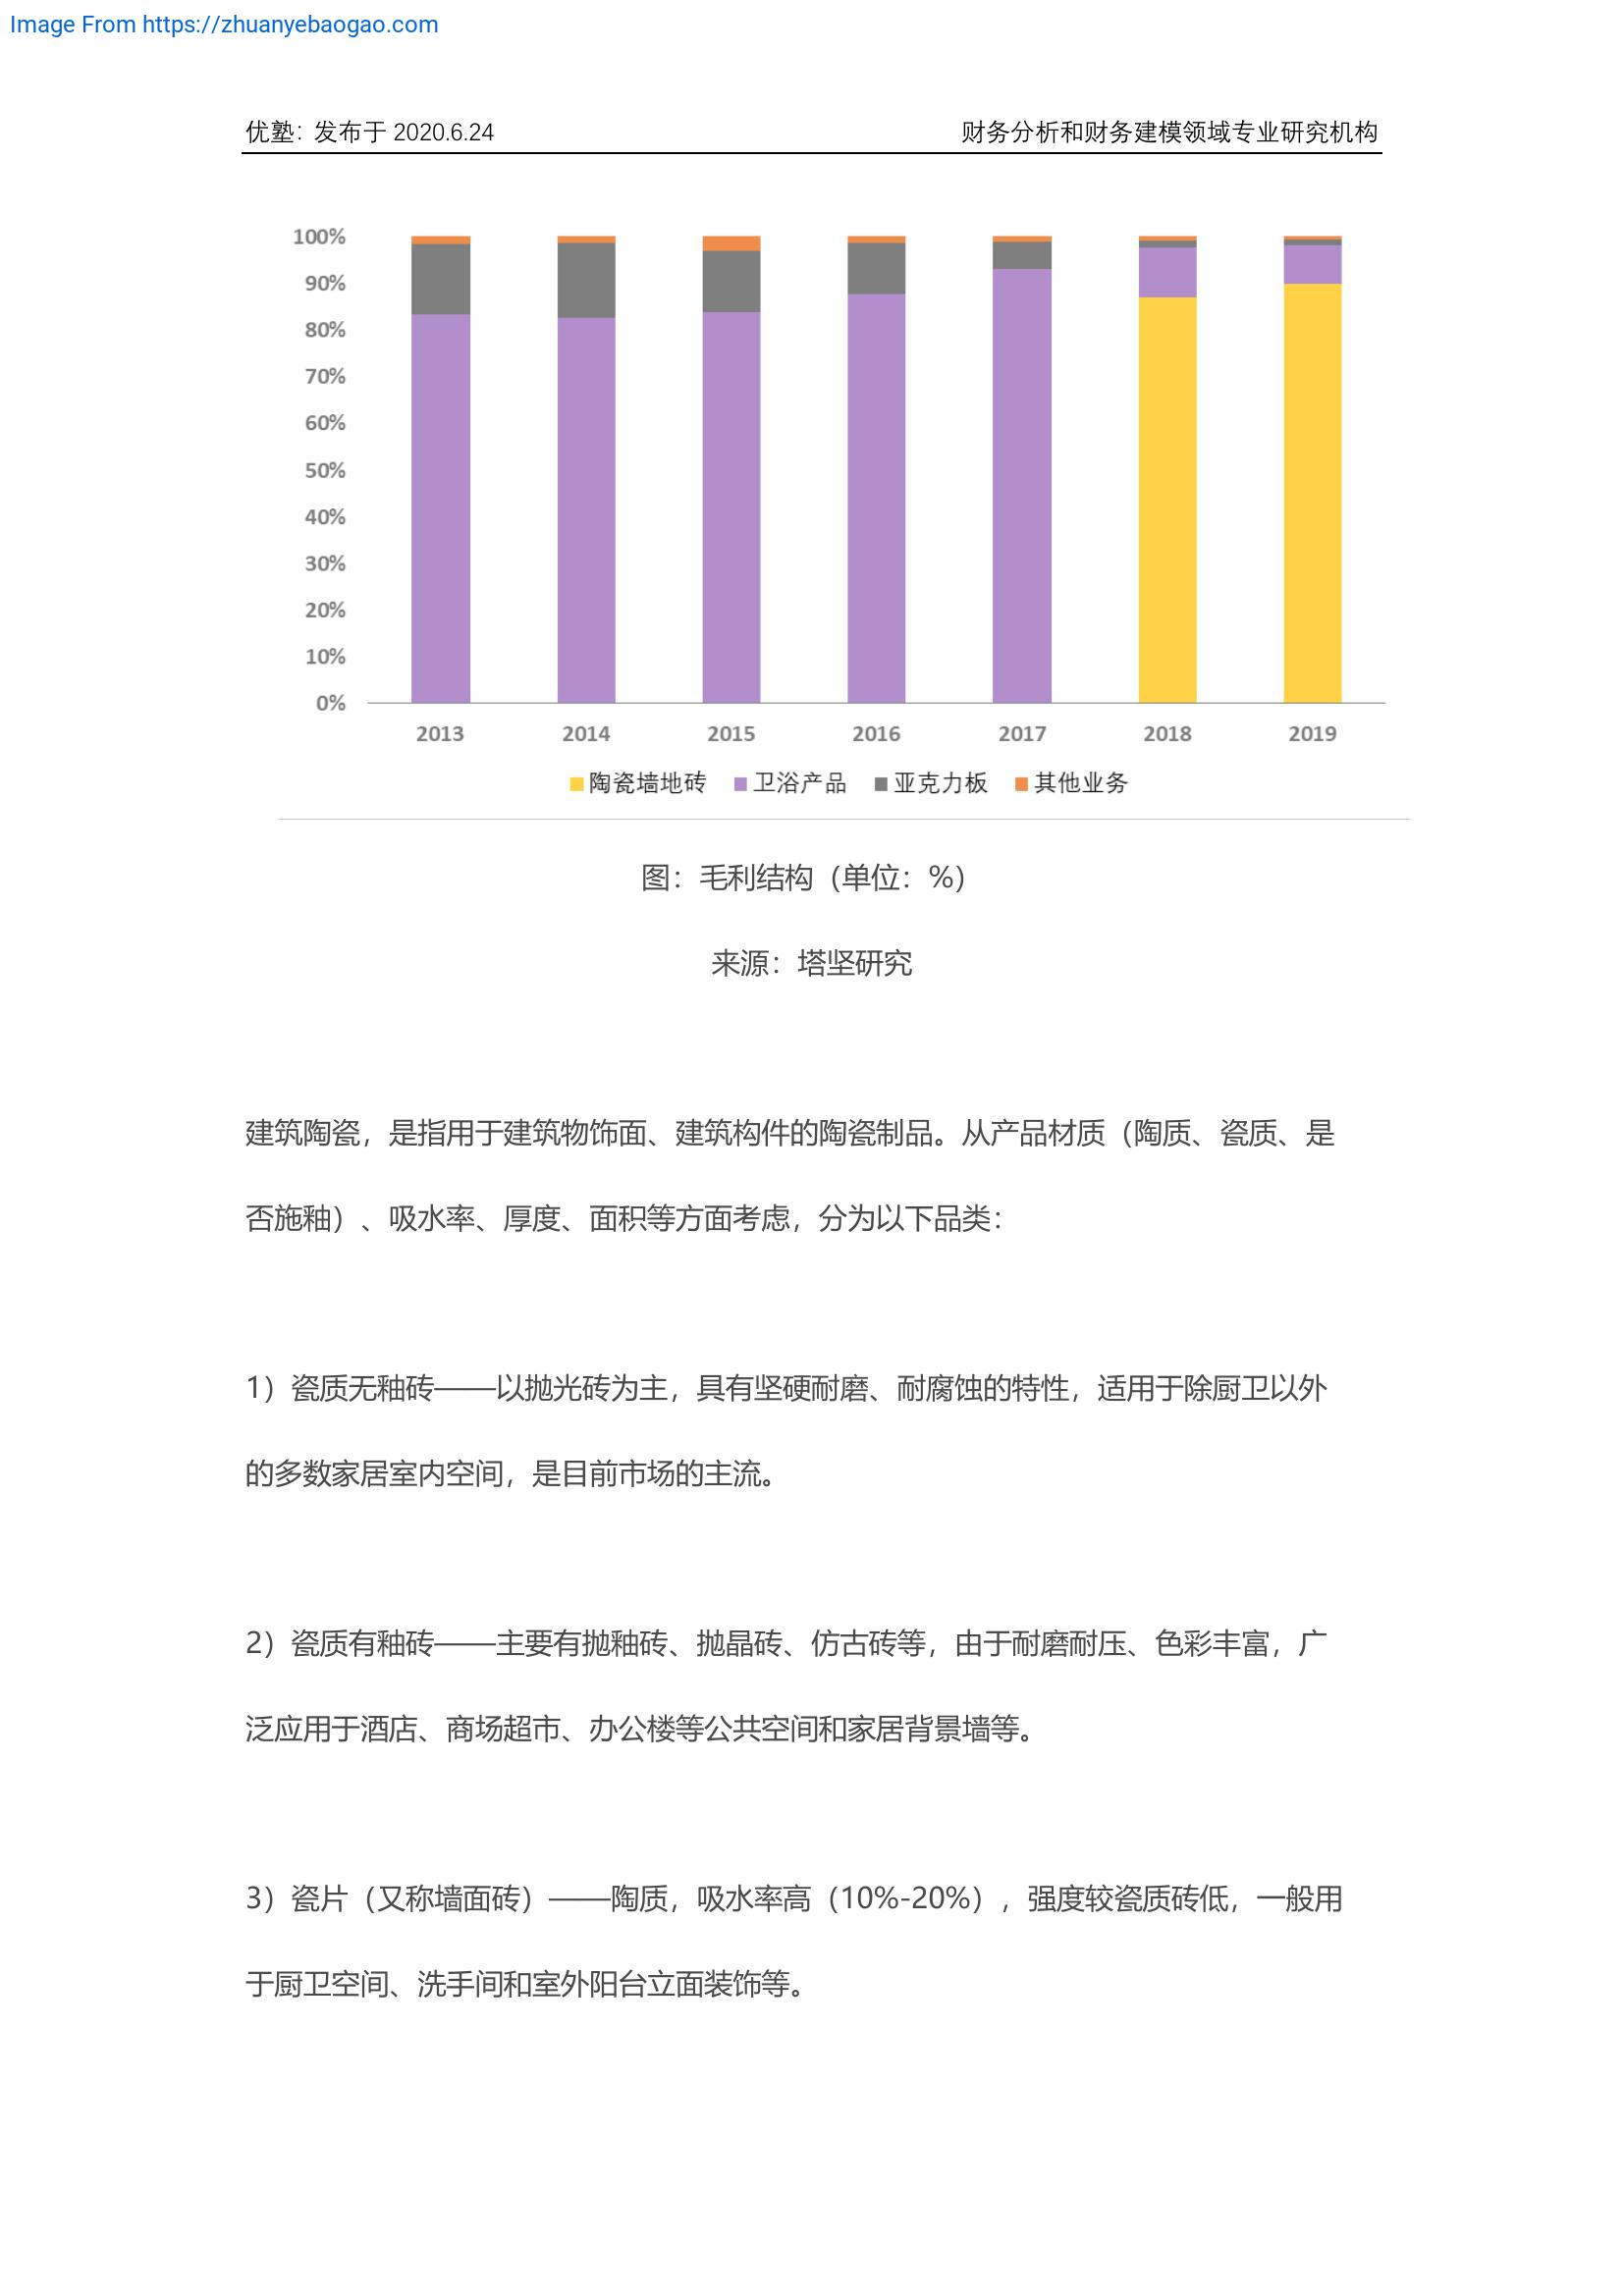 Image From https://zhuanyebaogao.com
优塾：发布于 2020.6.24 财务分析和财务建模领域专业研究机构
100%
90%
80%
70%
60%
50%
40%
30%
20%
10%
0%
2013 2014 2015 2016 2017 2018 2019
陶瓷墙地砖 卫浴产品 亚克力板 其他业务
图：毛利结构（单位：%）
来源：塔坚研究
建筑陶瓷，是指用于建筑物饰面、建筑构件的陶瓷制品。从产品材质（陶质、瓷质、是
否施釉）、吸水率、厚度、面积等方面考虑，分为以下品类：
1）瓷质无釉砖——以抛光砖为主，具有坚硬耐磨、耐腐蚀的特性，适用于除厨卫以外
的多数家居室内空间，是目前市场的主流。
2）瓷质有釉砖——主要有抛釉砖、抛晶砖、仿古砖等，由于耐磨耐压、色彩丰富，广
泛应用于酒店、商场超市、办公楼等公共空间和家居背景墙等。
3）瓷片（又称墙面砖）——陶质，吸水率高（10%-20%），强度较瓷质砖低，一般用
于厨卫空间、洗手间和室外阳台立面装饰等。